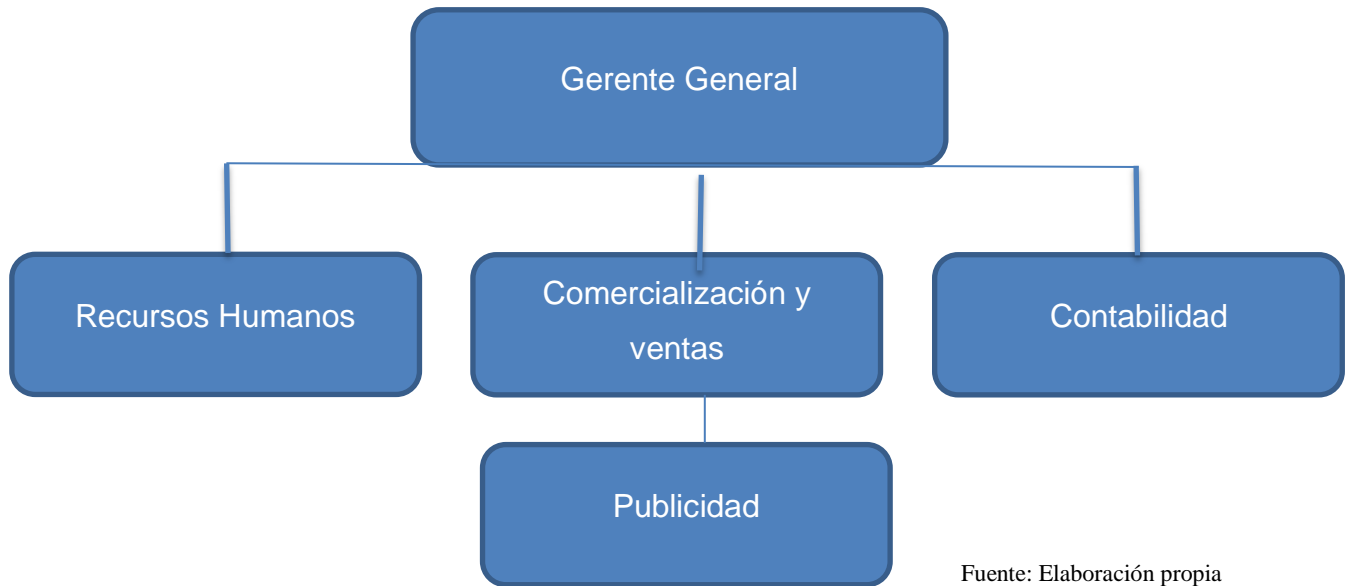 Gerente General
Recursos Humanos
Comercialización y
ventas
Contabilidad
Publicidad
Fuente: Elaboración propia